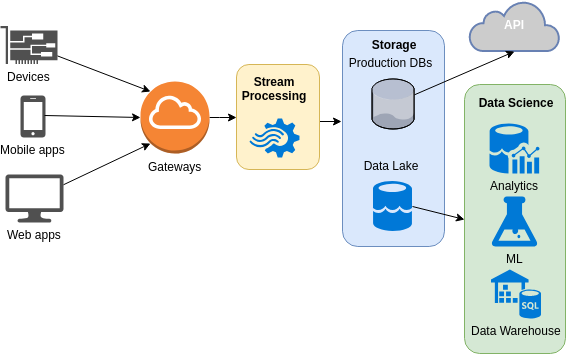 Devices
Mobile apps
Web apps
Gateways
Stream
Processing
Storage
Production DBs
Data Lake
API
Data Science
Analytics
ML
SQL
Data Warehouse